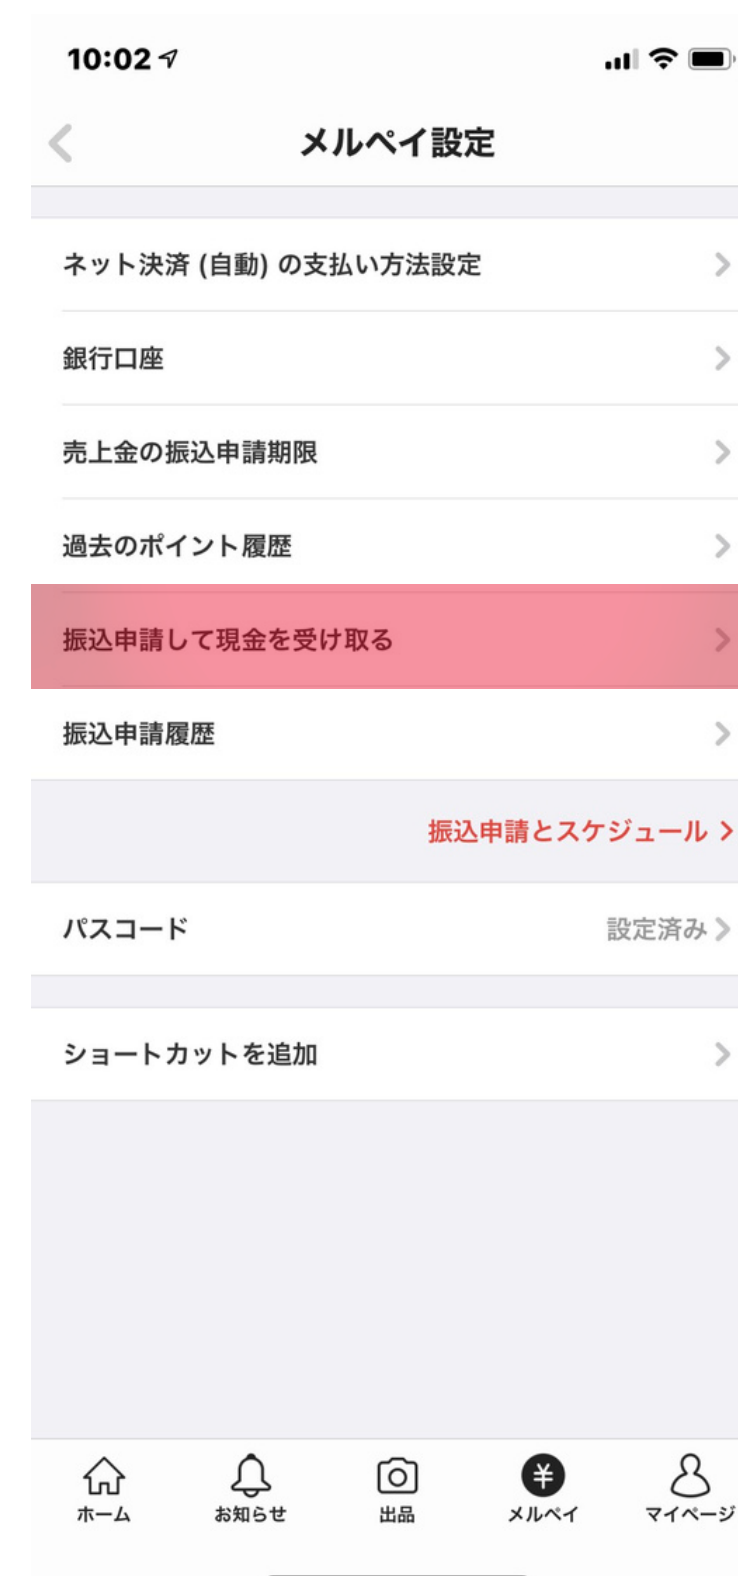 10:02
メルペイ設定
ネット決済 (自動) の支払い方法設定
銀行口座
売上金の振込申請期限
過去のポイント履歴
振込申請して現金を受け取る
振込申請履歴
振込申請とスケジュール
パスコード 設定済み
ショートカットを追加
ホーム お知らせ 出品 メルペイ マイページ